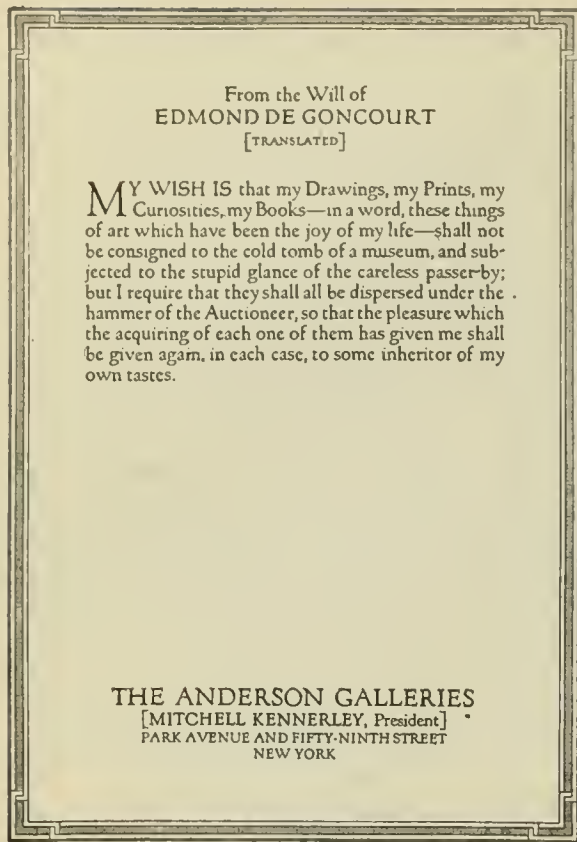 From the Will of
EDMOND DE GONCOURT
[TRANSLATED]
MY WISH IS that my Drawings, my Prints, my
Curiosities, my Books—in a word, these things
of art which have been the joy of my life—shall not
be consigned to the cold tomb of a museum, and sub-
jected to the stupid glance of the careless passer-by;
but I require that they shall all be dispersed under the
hammer of the Auctioneer, so that the pleasure which
the acquiring of each one of them has given me shall
be given again, in each case, to some inheritor of my
own tastes.
THE ANDERSON GALLERIES
[MITCHELL KENNERLEY, President]
PARK AVENUE AND FIFTY-NINTH STREET
NEW YORK